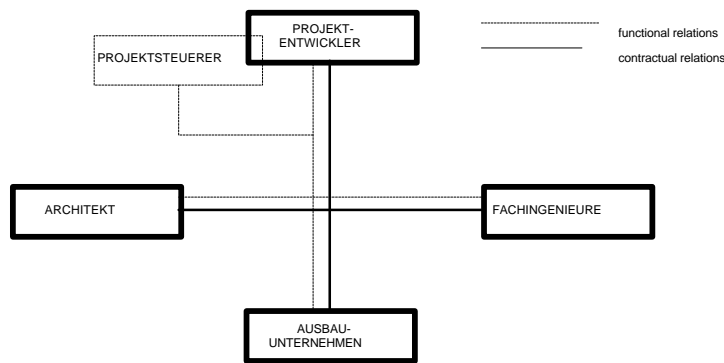 PROJEKT-
ENTWICKLER
PROJEKTSTEUERER
functional relations
contractual relations
ARCHITEKT
FACHINGENIEURE
AUSBAU-
UNTERNEHMEN